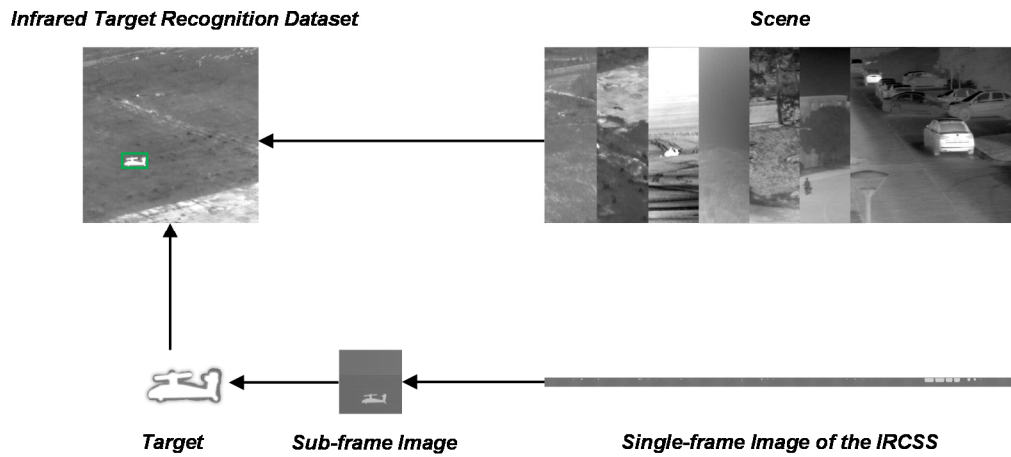 Infrared Target Recognition Dataset
Scene
Target
Sub-frame Image
Single-frame Image of the IRCSS